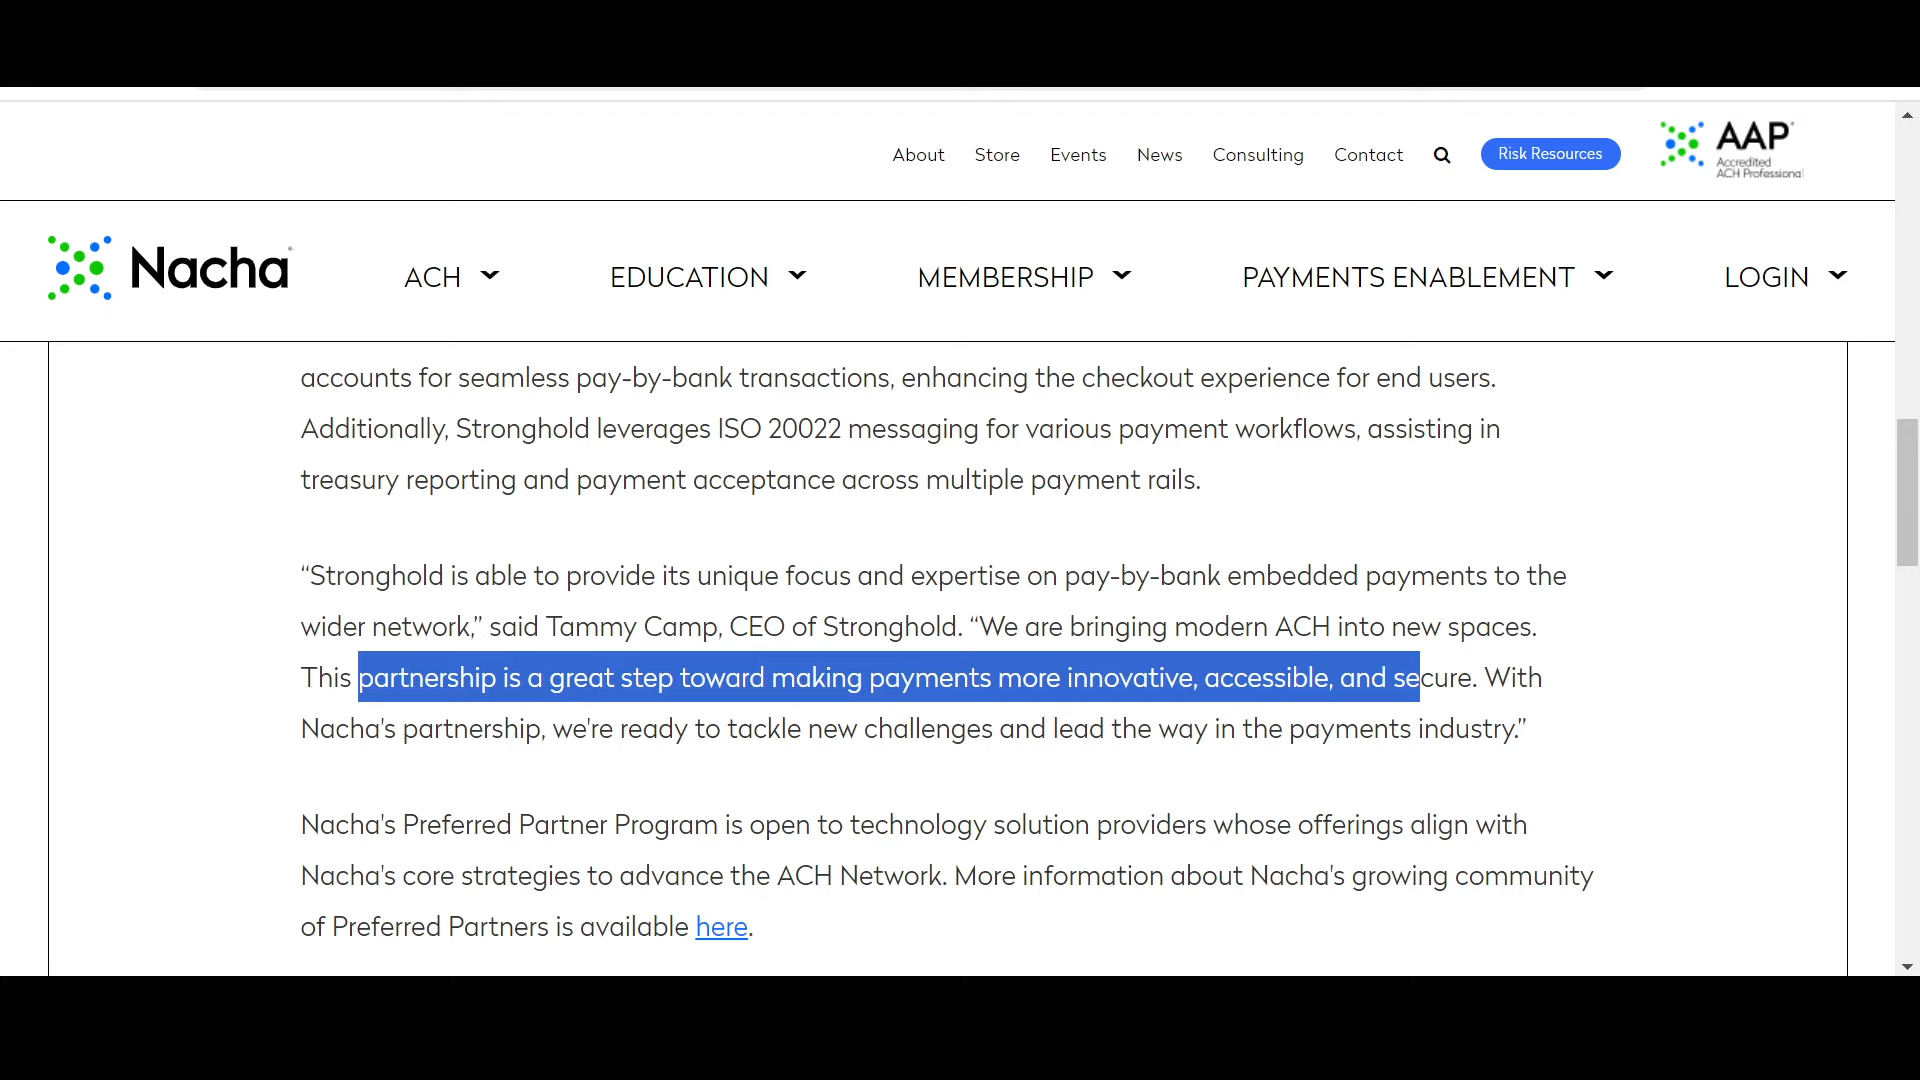 About Store Events News Consulting Contact Risk Resources
AAP
Accredited
ACH Professional
Nacha
ACH EDUCATION MEMBERSHIP PAYMENTS ENABLEMENT LOGIN
accounts for seamless pay-by-bank transactions, enhancing the checkout experience for end users.
Additionally, Stronghold leverages ISO 20022 messaging for various payment workflows, assisting in
treasury reporting and payment acceptance across multiple payment rails.
“Stronghold is able to provide its unique focus and expertise on pay-by-bank embedded payments to the
wider network,” said Tammy Camp, CEO of Stronghold. “We are bringing modern ACH into new spaces.
This partnership is a great step toward making payments more innovative, accessible, and secure. With
Nacha's partnership, we're ready to tackle new challenges and lead the way in the payments industry.”
Nacha's Preferred Partner Program is open to technology solution providers whose offerings align with
Nacha's core strategies to advance the ACH Network. More information about Nacha's growing community
of Preferred Partners is available here.